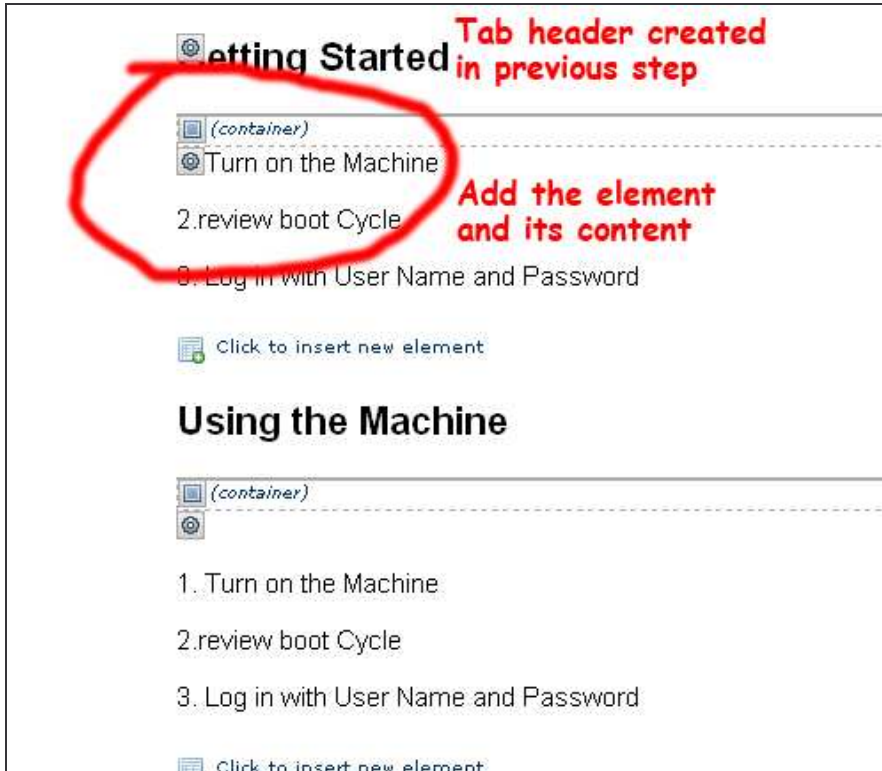 etting Started
Tab header created
in previous step
(container)
Turn on the Machine
Add the element
and its content
2.review boot Cycle
3. Log in with User Name and Password
Click to insert new element
Using the Machine
(container)
1. Turn on the Machine
2.review boot Cycle
3. Log in with User Name and Password
Click to insert new element